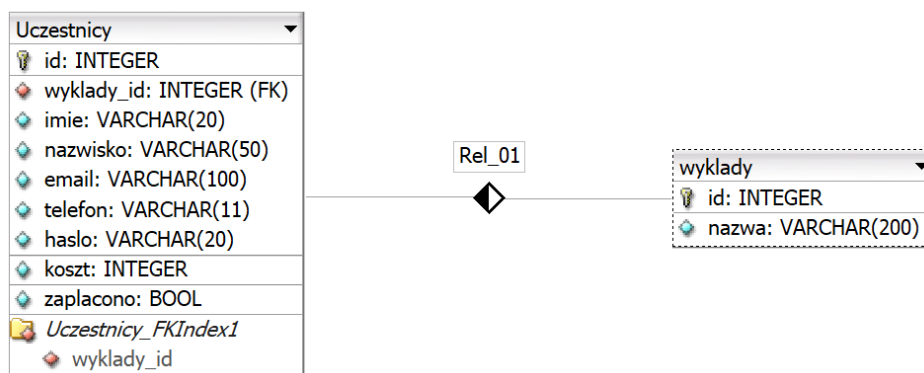 Uczestnicy
id: INTEGER
wyklady_id: INTEGER (FK)
imie: VARCHAR(20)
nazwisko: VARCHAR(50)
email: VARCHAR(100)
telefon: VARCHAR(11)
haslo: VARCHAR(20)
koszt: INTEGER
zaplacono: BOOL
Uczestnicy_FKIndex1
wyklady_id
Rel_01
wyklady
id: INTEGER
nazwa: VARCHAR(200)